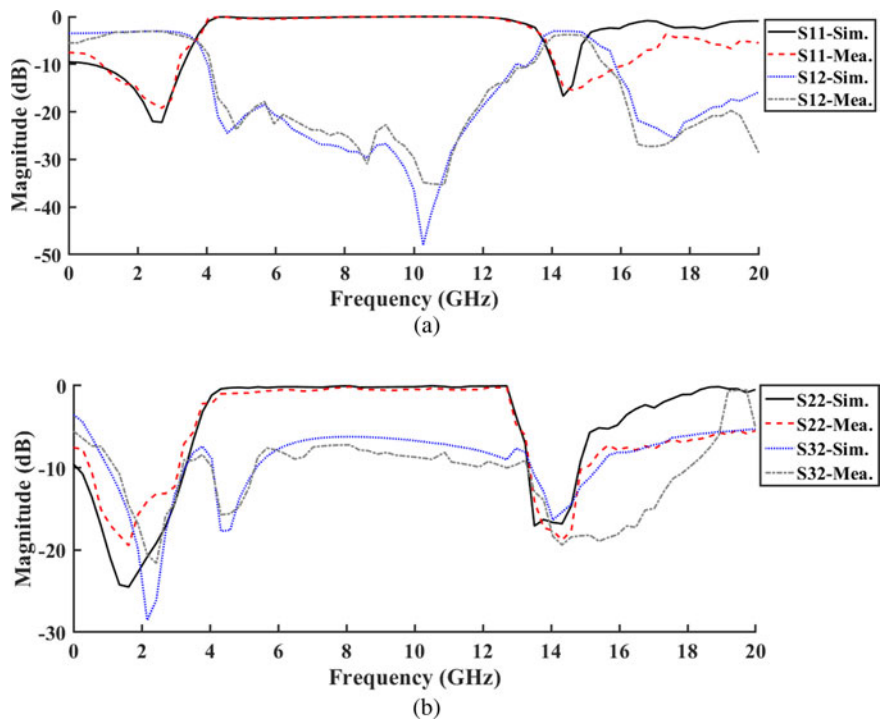 Magnitude (dB)
0
-10
-20
-30
-40
-50
0 2 4 6 8 10 12 14 16 18 20
Frequency (GHz)
S11-Sim.
S11-Mea.
S12-Sim.
S12-Mea.
(a)
Magnitude (dB)
0
-10
-20
-30
0 2 4 6 8 10 12 14 16 18 20
Frequency (GHz)
S22-Sim.
S22-Mea.
S32-Sim.
S32-Mea.
(b)